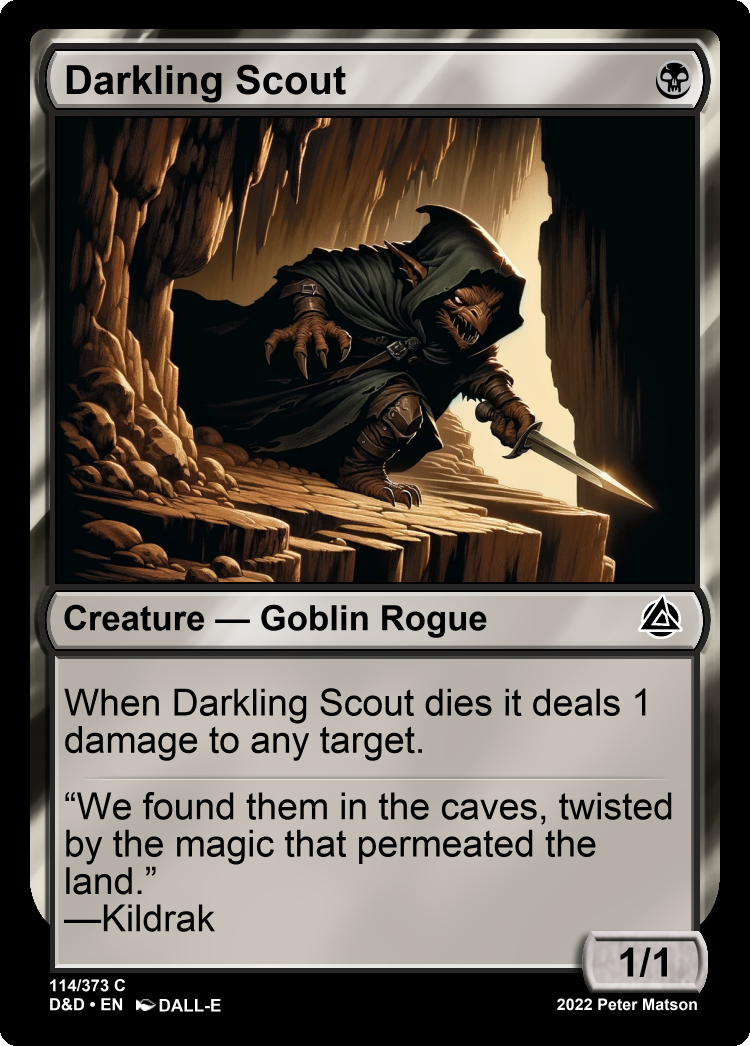 Darkling Scout
Creature — Goblin Rogue
When Darkling Scout dies it deals 1
damage to any target.
“We found them in the caves, twisted
by the magic that permeated the
land.”
—Kildrak
1/1
114/373 C
D&D • EN DALL-E
2022 Peter Matson